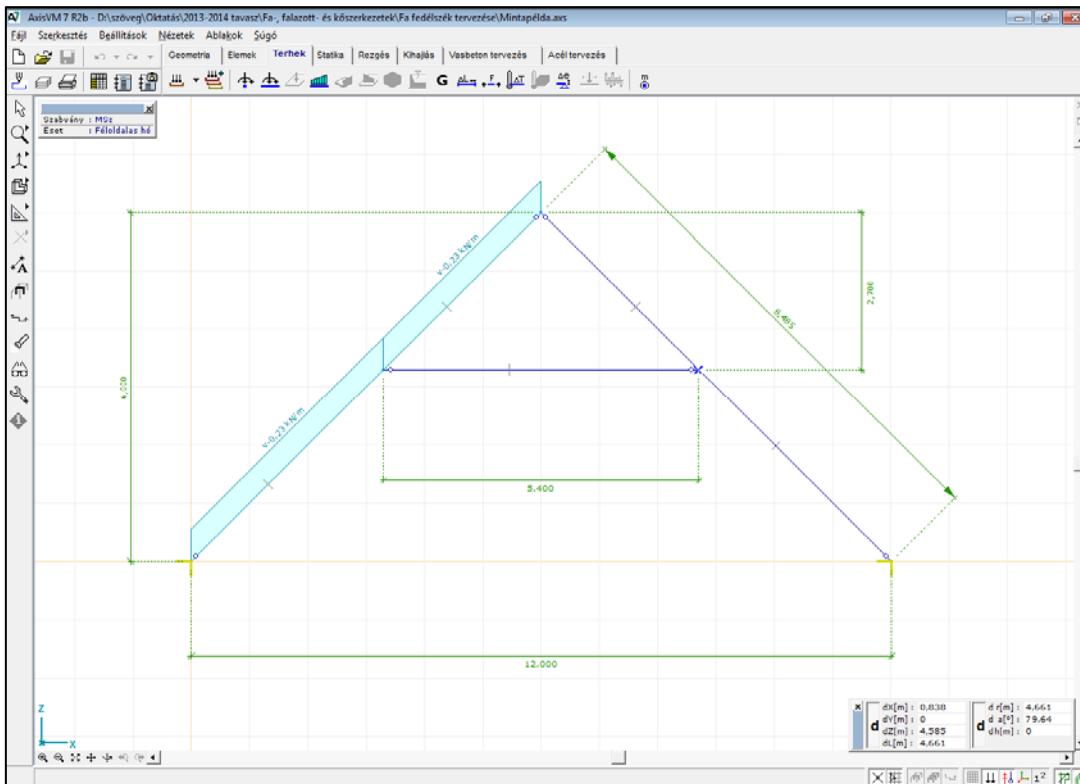 AxisVM 7 R2b - D:\szöveg\Oktatás\2013-2014 tavasz\Fa-, falazott- és kőszerkezetek\Fa fedélszék tervezése\Mintapélda.axs
Fájl Szerkesztés Beállítások Nézetek Ablakok Súgó
Geometria Elemek Terhek Statika Rezgés Kihajlás Vasbeton tervezés Acél tervezés
Szabvány : MSz
Eset : Féloldalas hó
v-0,23 kN/m
2,700
8,485
6,000
v-0,23 kN/m
5.400
12.000
Z
X
d
dX[m] : 0,838
dY[m] : 0
dZ[m] : 4,585
dL[m] : 4,661
d
d r[m] : 4,661
d a[°] : 79.64
dh[m] : 0